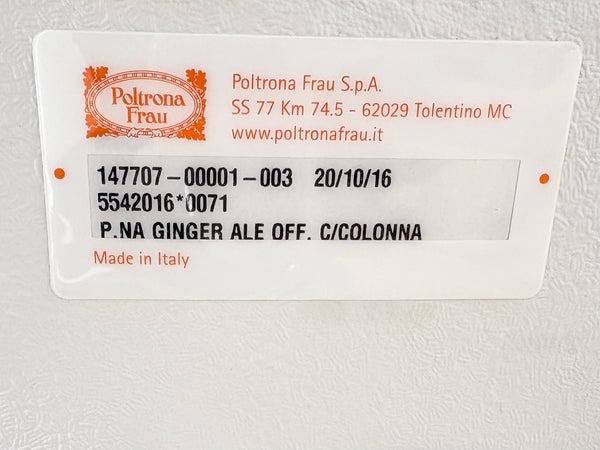 Poltrona
Frau
Poltrona Frau S.p.A.
SS 77 Km 74.5 - 62029 Tolentino MC
www.poltronafrau.it
147707-00001-003 20/10/16
5542016*0071
P.NA GINGER ALE OFF. C/COLONNA
Made in Italy